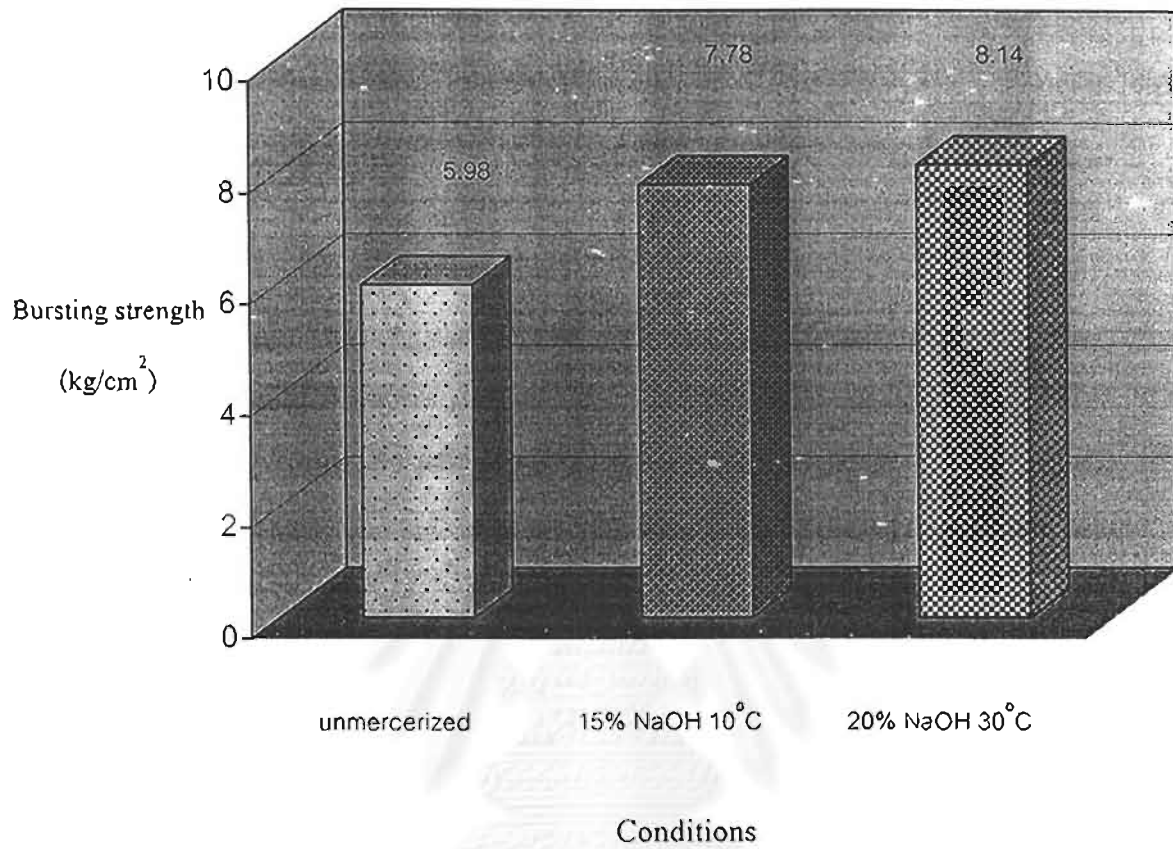 10
8
6
4
2
0
Bursting strength
(kg/cm²)
5.98
7.78
8.14
unmercerized
15% NaOH 10°C
20% NaOH 30°C
Conditions